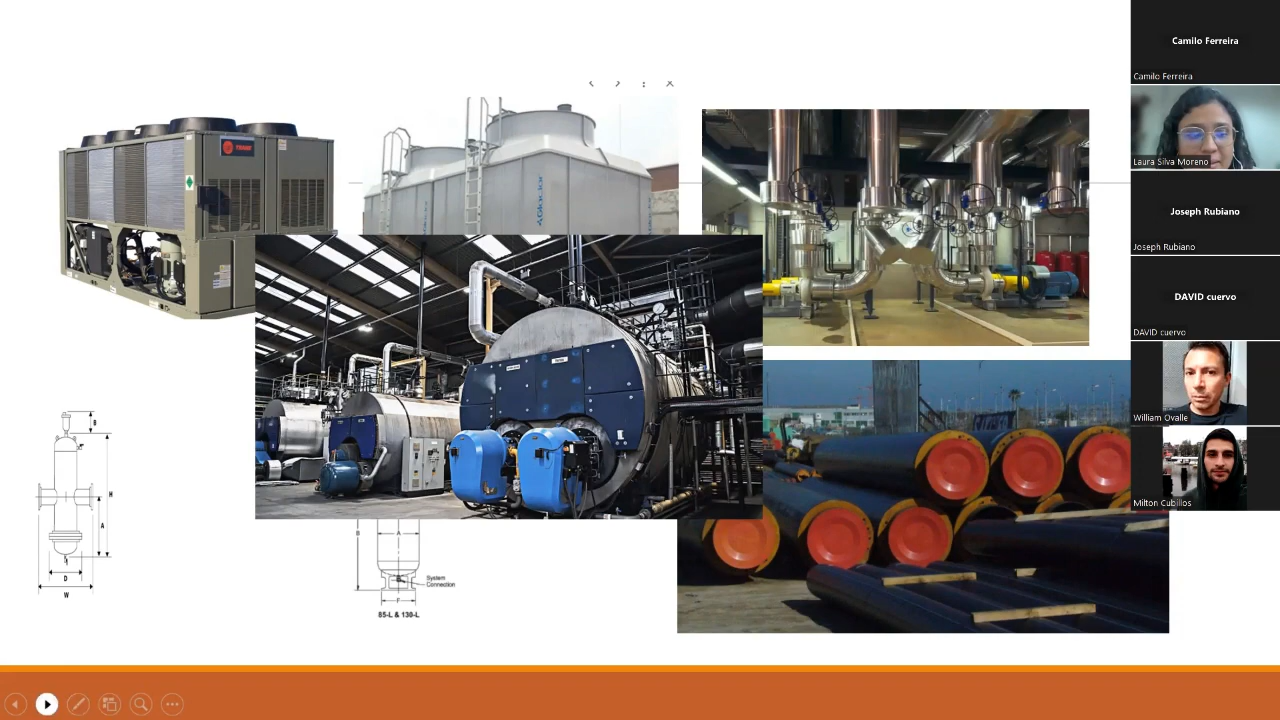 Camilo Ferreira
Camilo Ferreira
Laura Silva Moreno
Joseph Rubiano
Joseph Rubiano
DAVID cuervo
DAVID cuervo
William Ovalle
Milton Cubillos
TRANE
B
H
A
D
W
B
A
System
Connection
F
85-L & 130-L